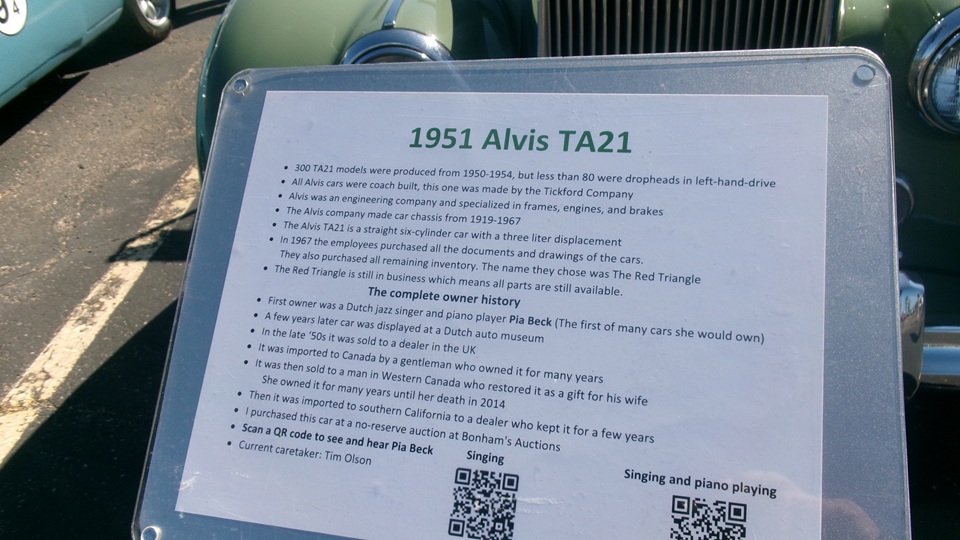 9A
1951 Alvis TA21
• 300 TA21 models were produced from 1950-1954, but less than 80 were dropheads in left-hand-drive
• All Alvis cars were coach built, this one was made by the Tickford Company
• Alvis was an engineering company and specialized in frames, engines, and brakes
• The Alvis company made car chassis from 1919-1967
• The Alvis TA21 is a straight six-cylinder car with a three liter displacement
• In 1967 the employees purchased all the documents and drawings of the cars.
They also purchased all remaining inventory. The name they chose was The Red Triangle
• The Red Triangle is still in business which means all parts are still available.
The complete owner history
• First owner was a Dutch jazz singer and piano player Pia Beck (The first of many cars she would own)
• A few years later car was displayed at a Dutch auto museum
• In the late '50s it was sold to a dealer in the UK
• It was imported to Canada by a gentleman who owned it for many years
• It was then sold to a man in Western Canada who restored it as a gift for his wife
She owned it for many years until her death in 2014
• Then it was imported to southern California to a dealer who kept it for a few years
• I purchased this car at a no-reserve auction at Bonham's Auctions
• Scan a QR code to see and hear Pia Beck
• Current caretaker: Tim Olson
Singing
Singing and piano playing